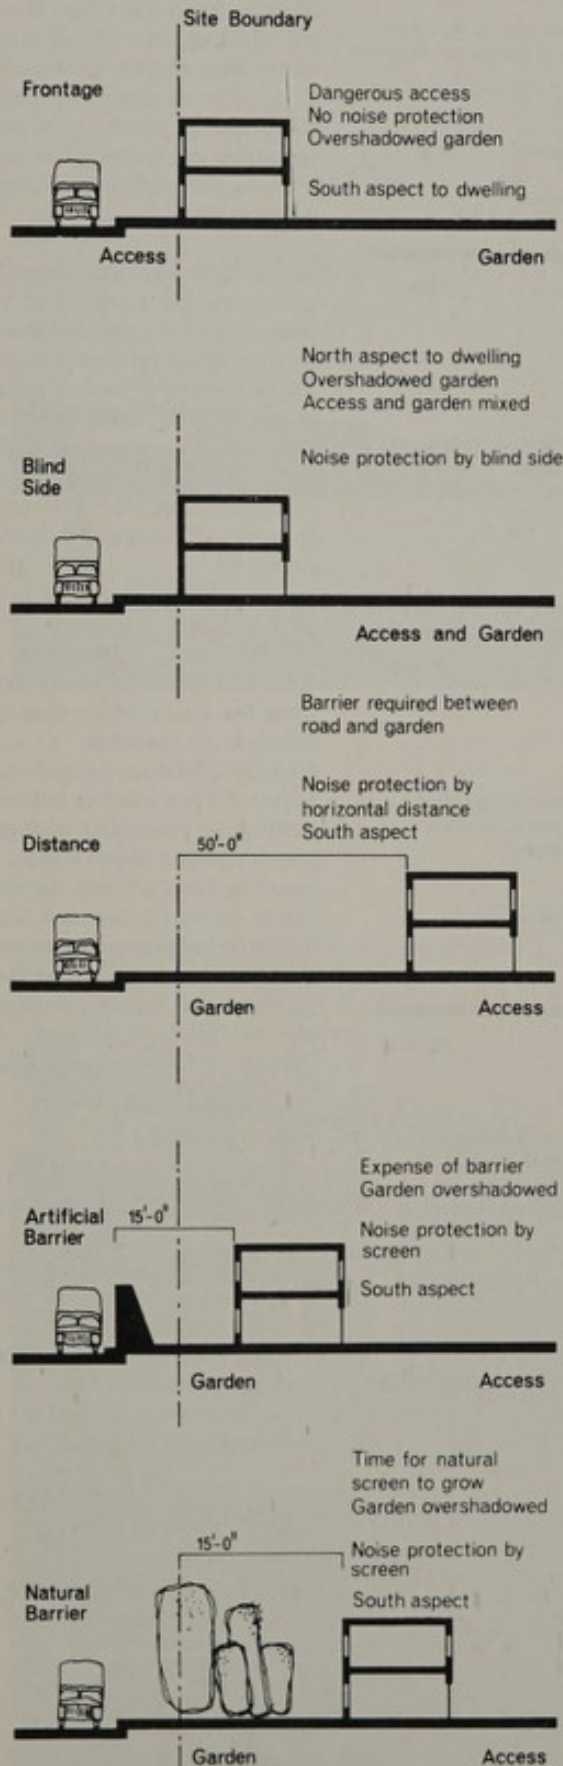 Site Boundary
Frontage
Dangerous access
No noise protection
Overshadowed garden
South aspect to dwelling
Access
Garden
North aspect to dwelling
Overshadowed garden
Access and garden mixed
Blind
Side
Noise protection by blind side
Access and Garden
Barrier required between
road and garden
Noise protection by
horizontal distance
South aspect
Distance
50'-0"
Garden
Access
Expense of barrier
Garden overshadowed
Artificial
Barrier
15'-0"
Noise protection by
screen
South aspect
Garden
Access
Time for natural
screen to grow
Garden overshadowed
15'-0"
Noise protection by
screen
Natural
Barrier
South aspect
Garden
Access